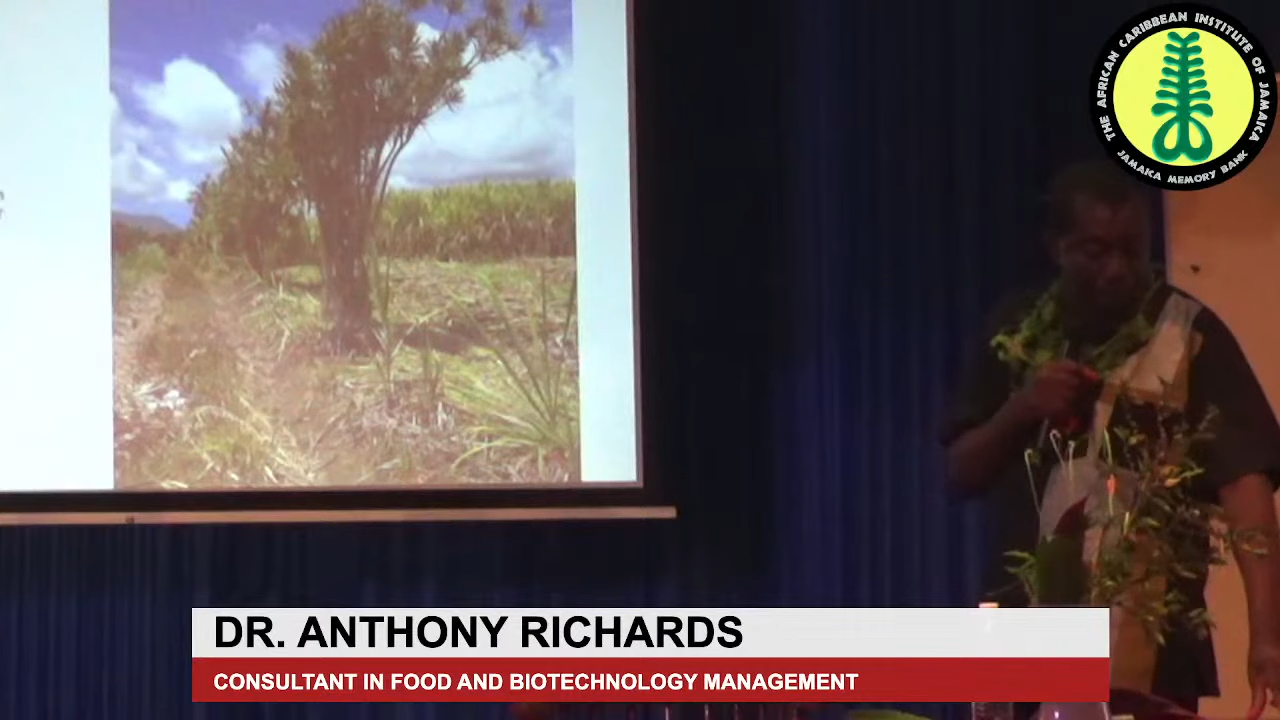 THE AFRICAN CARIBBEAN INSTITUTE OF JAMAICA
JAMAICA MEMORY BANK
DR. ANTHONY RICHARDS
CONSULTANT IN FOOD AND BIOTECHNOLOGY MANAGEMENT